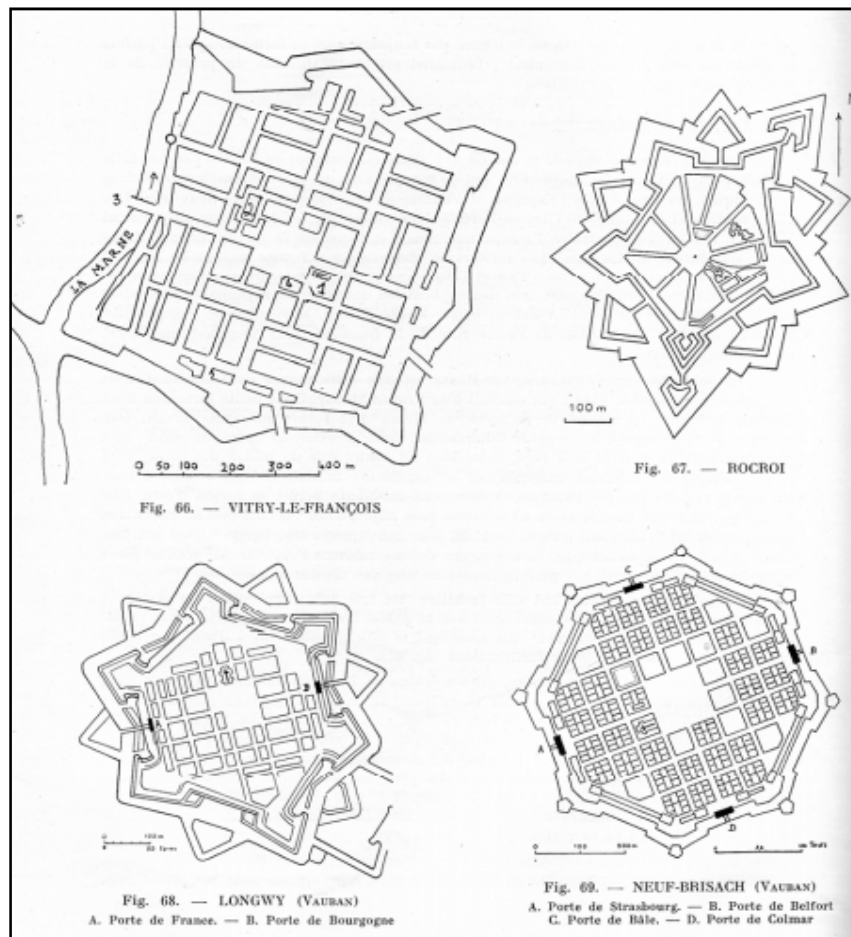 LA MARNE
3
1
0 50 100 200 300 400 m
Fig. 66. — VITRY-LE-FRANÇOIS
N
100 m
Fig. 67. — ROCROI
A
B
100 m
Fig. 68. — LONGWY (VAUBAN)
A. Porte de France. — B. Porte de Bourgogne
C
B
A
D
Fig. 69. — NEUF-BRISACH (VAUBAN)
A. Porte de Strasbourg. — B. Porte de Belfort
C. Porte de Bâle. — D. Porte de Colmar